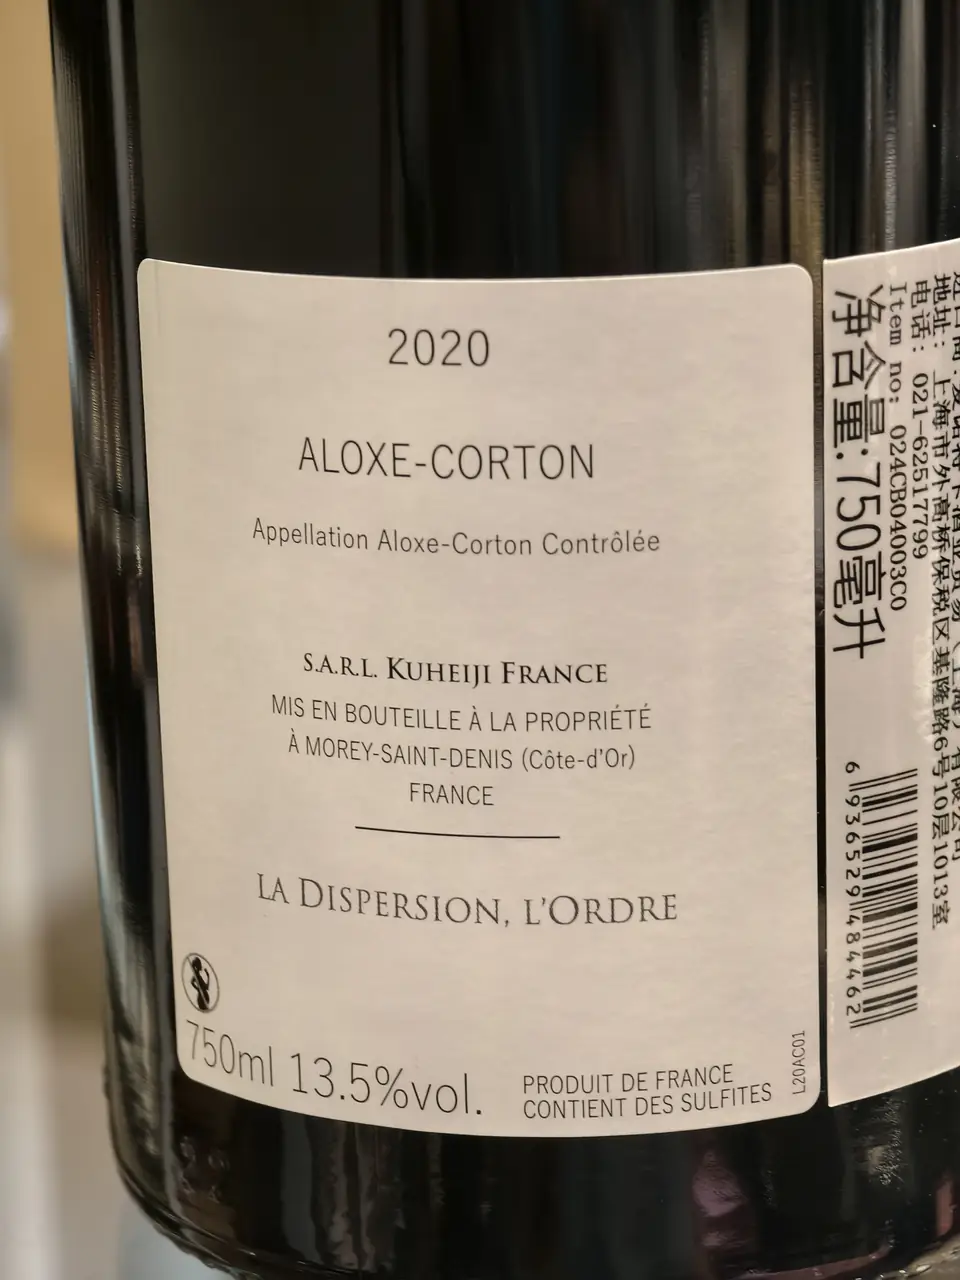 2020
ALOXE-CORTON
Appellation Aloxe-Corton Contrôlée
S.A.R.L. KUHEIJI FRANCE
MIS EN BOUTEILLE À LA PROPRIÉTÉ
À MOREY-SAINT-DENIS (Côte-d'Or)
FRANCE
LA DISPERSION, L'ORDRE
750ml 13.5%vol.
PRODUIT DE FRANCE
CONTIENT DES SULFITES
L20AC01
地址: 上海市外高桥保税区基隆路6号10层1013室
电话: 021-62517799
Item no: 024CB04003C0
净含量:750毫升
6936529484462